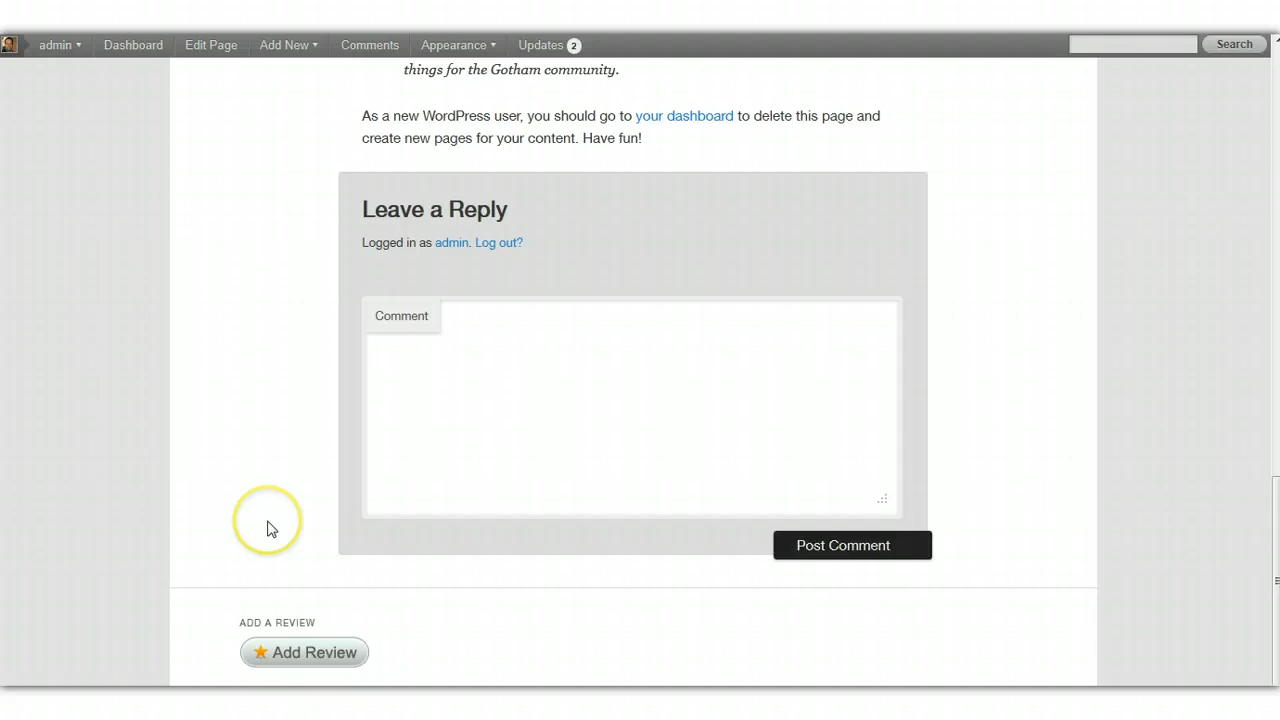 admin Dashboard Edit Page Add New Comments Appearance Updates 2 Search
things for the Gotham community.
As a new WordPress user, you should go to your dashboard to delete this page and
create new pages for your content. Have fun!
Leave a Reply
Logged in as admin. Log out?
Comment
Post Comment
ADD A REVIEW
Add Review